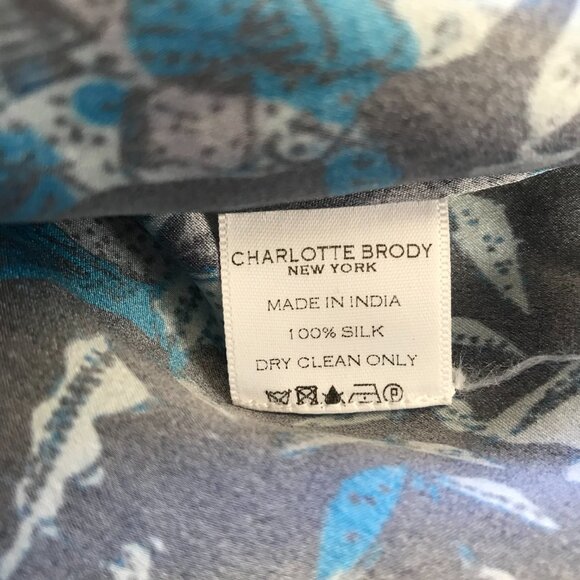 CHARLOTTE BRODY
NEW YORK
MADE IN INDIA
100% SILK
DRY CLEAN ONLY
P